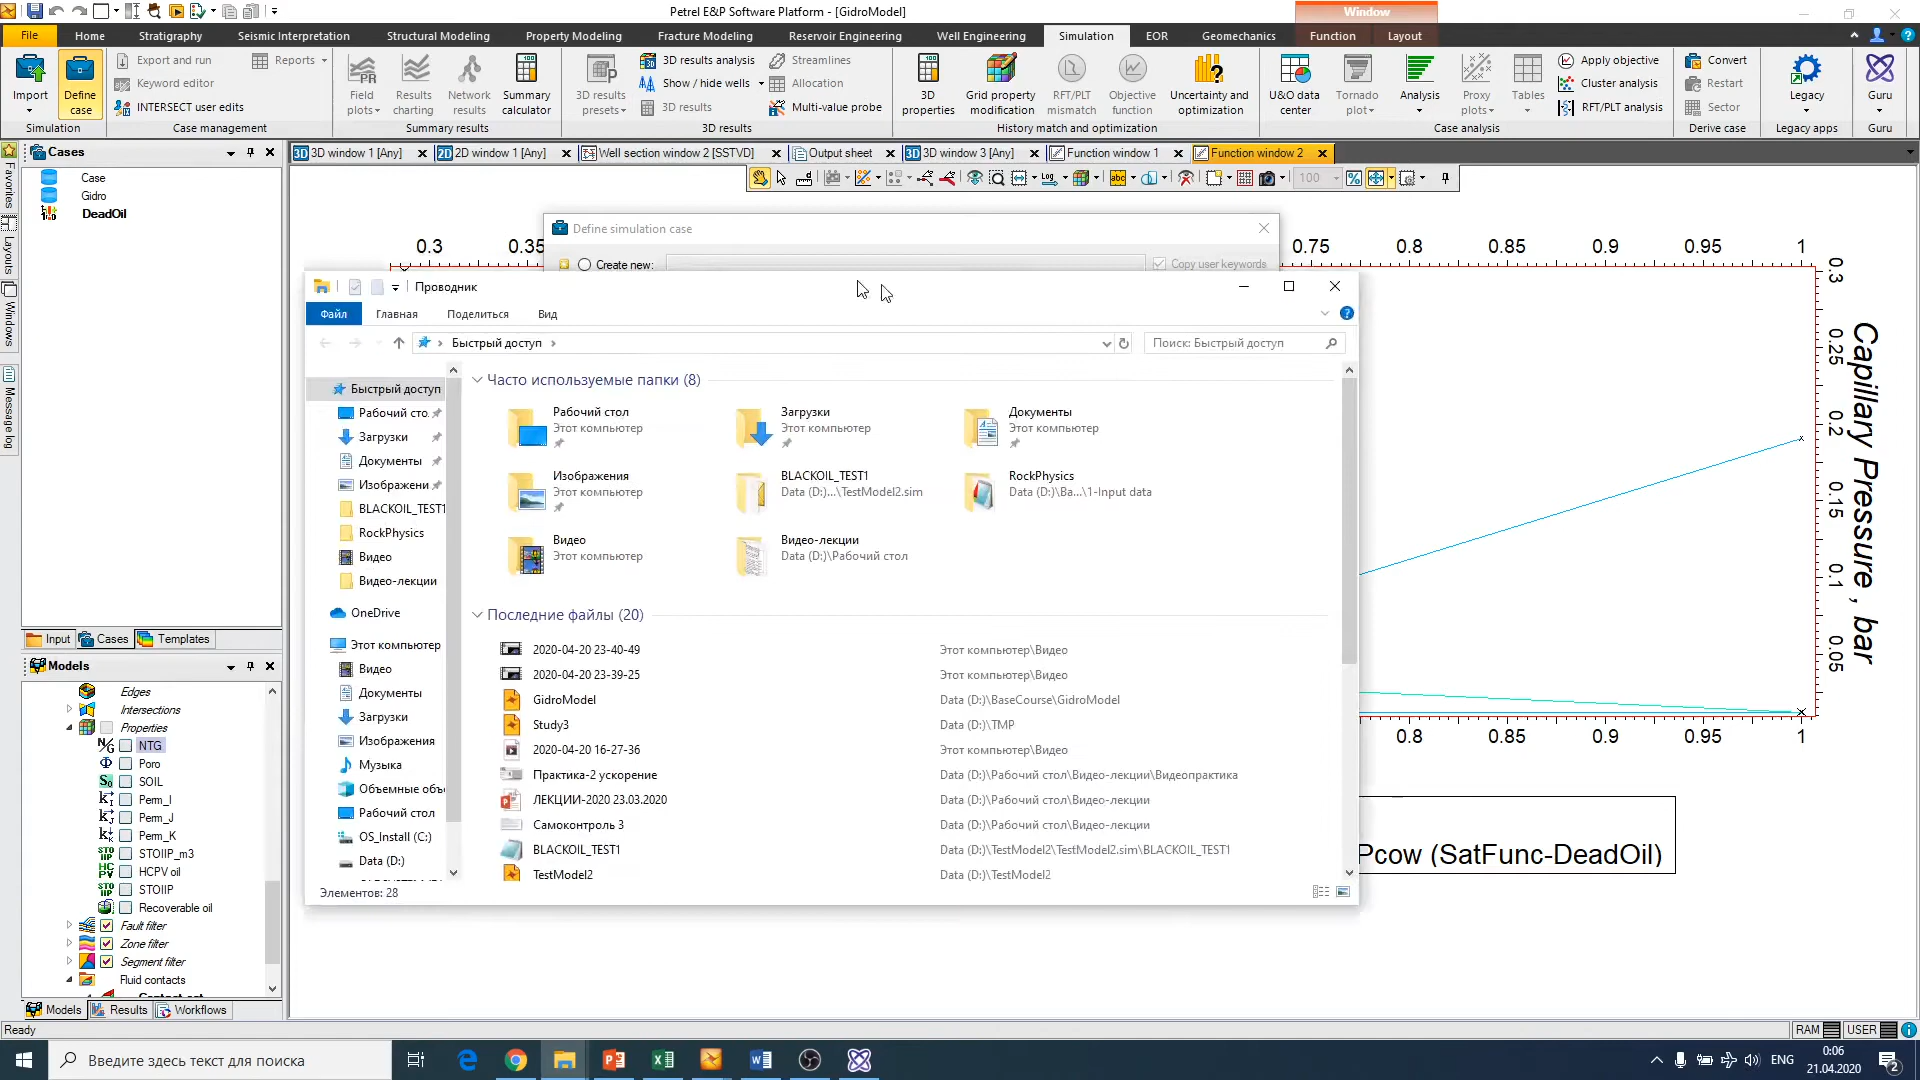 Petrel E&P Software Platform - [GidroModel]
Window
File
Home
Stratigraphy
Seismic Interpretation
Structural Modeling
Property Modeling
Fracture Modeling
Reservoir Engineering
Well Engineering
Simulation
EOR
Geomechanics
Function
Layout
Import
Define case
Simulation
Export and run
Keyword editor
INTERSECT user edits
Reports
Case management
Field plots
Results charting
Network results
Summary calculator
Summary results
3D results presets
3D results analysis
Show / hide wells
3D results
Streamlines
Allocation
Multi-value probe
3D results
3D properties
Grid property modification
RFT/PLT mismatch
Objective function
Uncertainty and optimization
History match and optimization
U&O data center
Tornado plot
Analysis
Proxy plots
Tables
Apply objective
Cluster analysis
RFT/PLT analysis
Case analysis
Convert
Restart
Sector
Derive case
Legacy
Legacy apps
Guru
Guru
Favorites
Layouts
Windows
Message log
Cases
Case
Gidro
DeadOil
Input
Cases
Templates
Models
Edges
Intersections
Properties
NTG
Poro
SOIL
Perm_I
Perm_J
Perm_K
STOIIP_m3
HCPV oil
STOIIP
Recoverable oil
Fault filter
Zone filter
Segment filter
Fluid contacts
Models
Results
Workflows
3D window 1 [Any]
2D window 1 [Any]
Well section window 2 [SSTVD]
Output sheet
3D window 3 [Any]
Function window 1
Function window 2
100
Define simulation case
Create new:
Copy user keywords
0.3
0.35
0.75
0.8
0.85
0.9
0.95
1
0.3
0.25
0.2
0.15
0.1
0.05
Capillary Pressure , bar
0.8
0.85
0.9
0.95
1
Pcow (SatFunc-DeadOil)
Проводник
Файл
Главная
Поделиться
Вид
Быстрый доступ
Поиск: Быстрый доступ
Быстрый доступ
Рабочий сто.
Загрузки
Документы
Изображени
BLACKOIL_TEST1
RockPhysics
Видео
Видео-лекции
OneDrive
Этот компьютер
Видео
Документы
Загрузки
Изображения
Музыка
Объемные объ
Рабочий стол
OS_Install (C:)
Data (D:)
Часто используемые папки (8)
Рабочий стол
Этот компьютер
Загрузки
Этот компьютер
Документы
Этот компьютер
Изображения
Этот компьютер
BLACKOIL_TEST1
Data (D:)...\TestModel2.sim
RockPhysics
Data (D:)\Ba...\1-Input data
Видео
Этот компьютер
Видео-лекции
Data (D:)\Рабочий стол
Последние файлы (20)
2020-04-20 23-40-49 Этот компьютер\Видео
2020-04-20 23-39-25 Этот компьютер\Видео
GidroModel Data (D:)\BaseCourse\GidroModel
Study3 Data (D:)\TMP
2020-04-20 16-27-36 Этот компьютер\Видео
Практика-2 ускорение Data (D:)\Рабочий стол\Видео-лекции\Видеопрактика
ЛЕКЦИИ-2020 23.03.2020 Data (D:)\Рабочий стол\Видео-лекции
Самоконтроль 3 Data (D:)\Рабочий стол\Видео-лекции
BLACKOIL_TEST1 Data (D:)\TestModel2\TestModel2.sim\BLACKOIL_TEST1
TestModel2 Data (D:)\TestModel2
Элементов: 28
Ready
RAM
USER
Введите здесь текст для поиска
ENG
0:06
21.04.2020
2